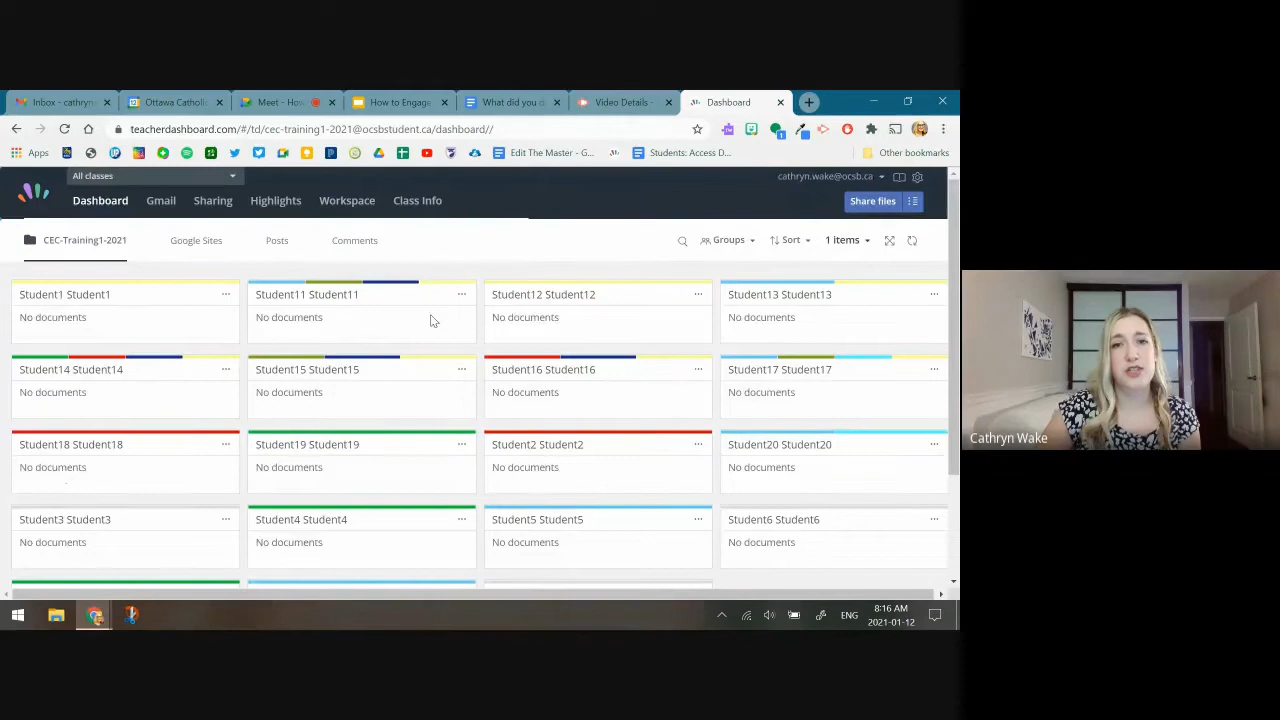 Inbox - cathryn
Ottawa Catholic
Meet - How
How to Engage
What did you d
Video Details -
Dashboard
teacherdashboard.com/#/td/cec-training1-2021@ocsbstudent.ca/dashboard//
Apps
Edit The Master - G...
Students: Access D...
Other bookmarks
All classes
cathryn.wake@ocsb.ca
Dashboard
Gmail
Sharing
Highlights
Workspace
Class Info
Share files
CEC-Training1-2021
Google Sites
Posts
Comments
Groups
Sort
1 items
Student1 Student1
Student11 Student11
Student12 Student12
Student13 Student13
No documents
No documents
No documents
No documents
Student14 Student14
Student15 Student15
Student16 Student16
Student17 Student17
No documents
No documents
No documents
No documents
Student18 Student18
Student19 Student19
Student2 Student2
Student20 Student20
No documents
No documents
No documents
No documents
Student3 Student3
Student4 Student4
Student5 Student5
Student6 Student6
No documents
No documents
No documents
No documents
ENG
8:16 AM
2021-01-12
Cathryn Wake